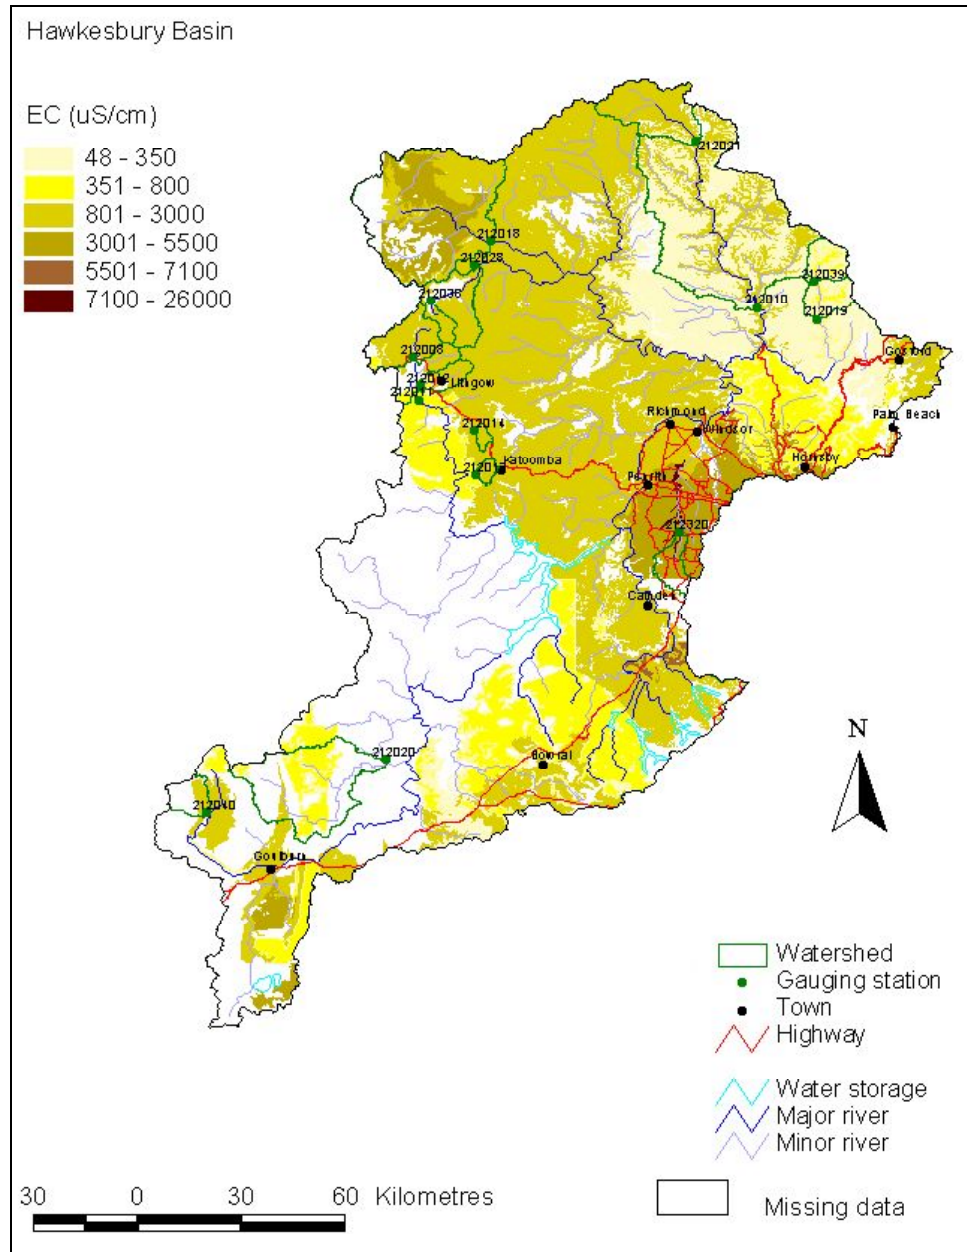 Hawkesbury Basin
EC (uS/cm)
48 - 350
351 - 800
801 - 3000
3001 - 5500
5501 - 7100
7100 - 26000
212031
212018
212028
212039
212036
212010
212019
212008
Gosford
Lithgow
212011
Richmond
Palm Beach
212014
Windsor
Katoomba
Hornsby
Penrith
212320
Camden
212020
Bowral
212040
Goulburn
N
Watershed
Gauging station
Town
Highway
Water storage
Major river
Minor river
30 0 30 60 Kilometres
Missing data